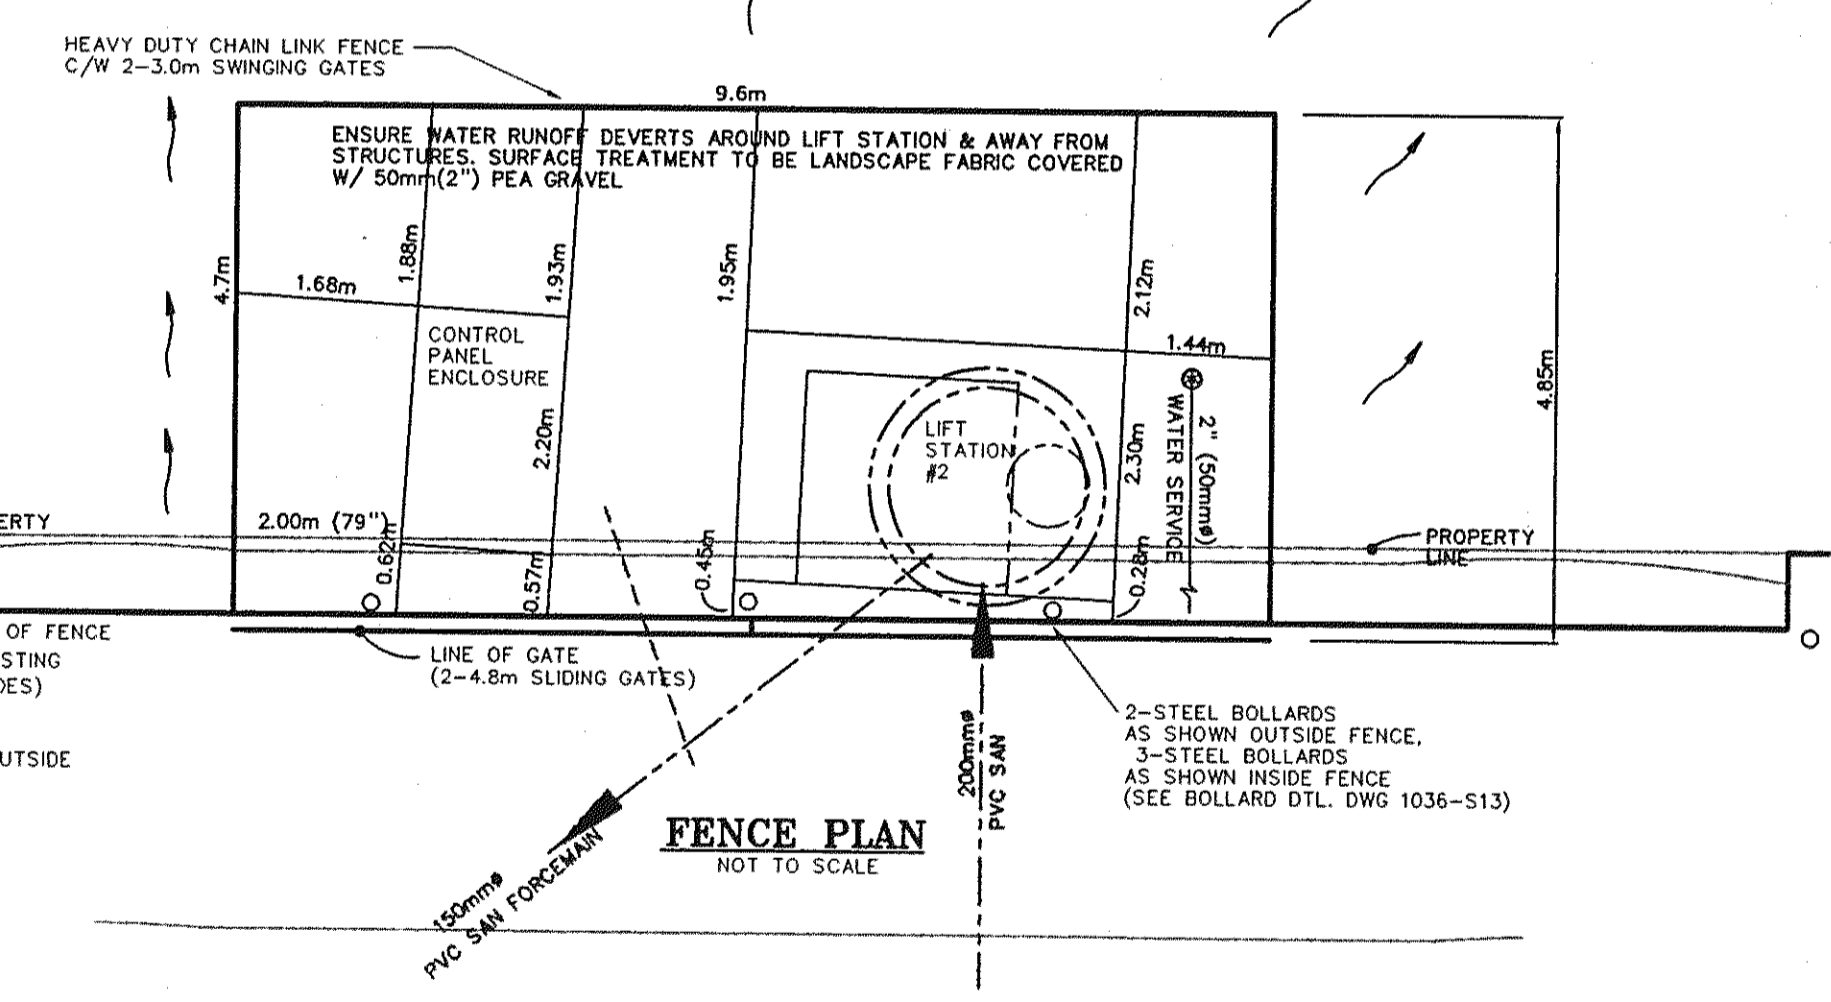 HEAVY DUTY CHAIN LINK FENCE
C/W 2-3.0m SWINGING GATES
9.6m
ENSURE WATER RUNOFF DEVERTS AROUND LIFT STATION & AWAY FROM
STRUCTURES. SURFACE TREATMENT TO BE LANDSCAPE FABRIC COVERED
W/ 50mm(2") PEA GRAVEL
4.7m
1.68m
1.88m
1.93m
1.95m
2.12m
1.44m
4.85m
CONTROL
PANEL
ENCLOSURE
2.20m
LIFT
STATION
#2
2.30m
2" (50mmø)
WATER SERVICE
ERTY
2.00m (79")
0.62m
0.57m
0.45m
0.28m
PROPERTY
LINE
OF FENCE
STING
DES)
UTSIDE
LINE OF GATE
(2-4.8m SLIDING GATES)
2-STEEL BOLLARDS
AS SHOWN OUTSIDE FENCE,
3-STEEL BOLLARDS
AS SHOWN INSIDE FENCE
(SEE BOLLARD DTL. DWG 1036-S13)
200mmø
PVC SAN
FENCE PLAN
NOT TO SCALE
150mmø
PVC SAN FORCEMAIN